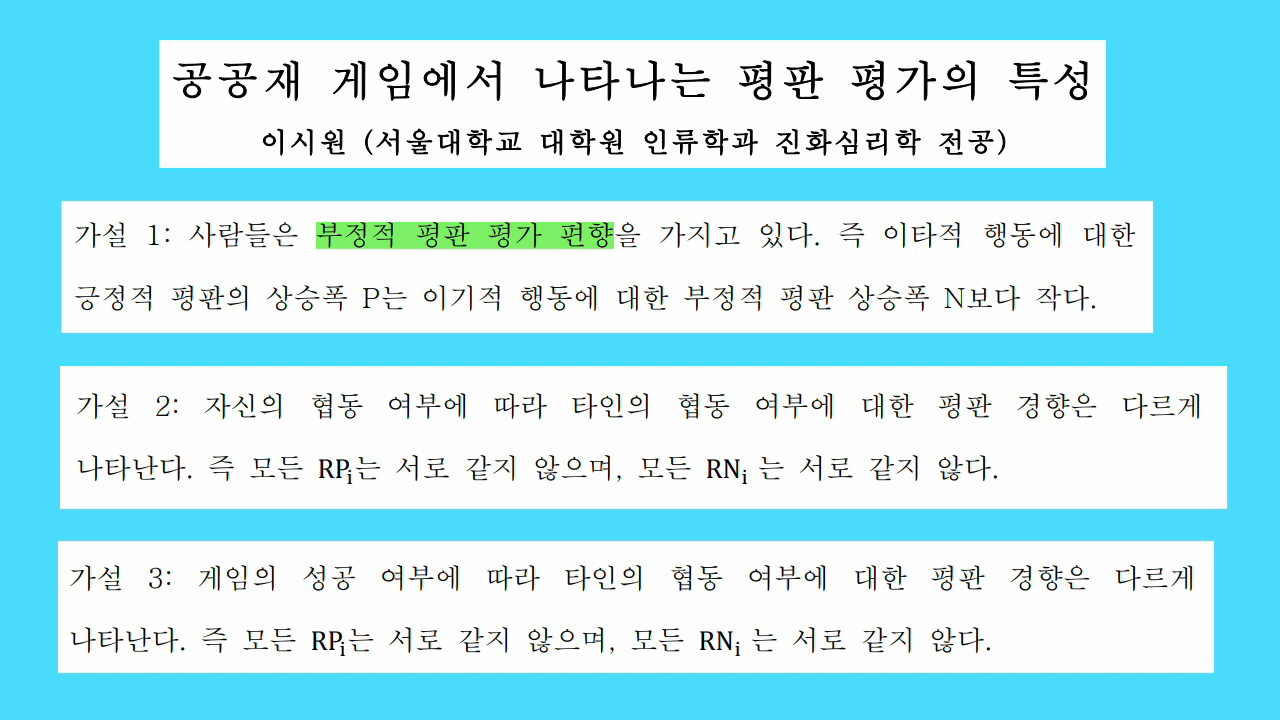 공공재 게임에서 나타나는 평판 평가의 특성
이시원 (서울대학교 대학원 인류학과 진화심리학 전공)
가설 1: 사람들은 부정적 평판 평가 편향을 가지고 있다. 즉 이타적 행동에 대한
긍정적 평판의 상승폭 P는 이기적 행동에 대한 부정적 평판 상승폭 N보다 작다.
가설 2: 자신의 협동 여부에 따라 타인의 협동 여부에 대한 평판 경향은 다르게
나타난다. 즉 모든 RPi는 서로 같지 않으며, 모든 RNi 는 서로 같지 않다.
가설 3: 게임의 성공 여부에 따라 타인의 협동 여부에 대한 평판 경향은 다르게
나타난다. 즉 모든 RPi는 서로 같지 않으며, 모든 RNi 는 서로 같지 않다.